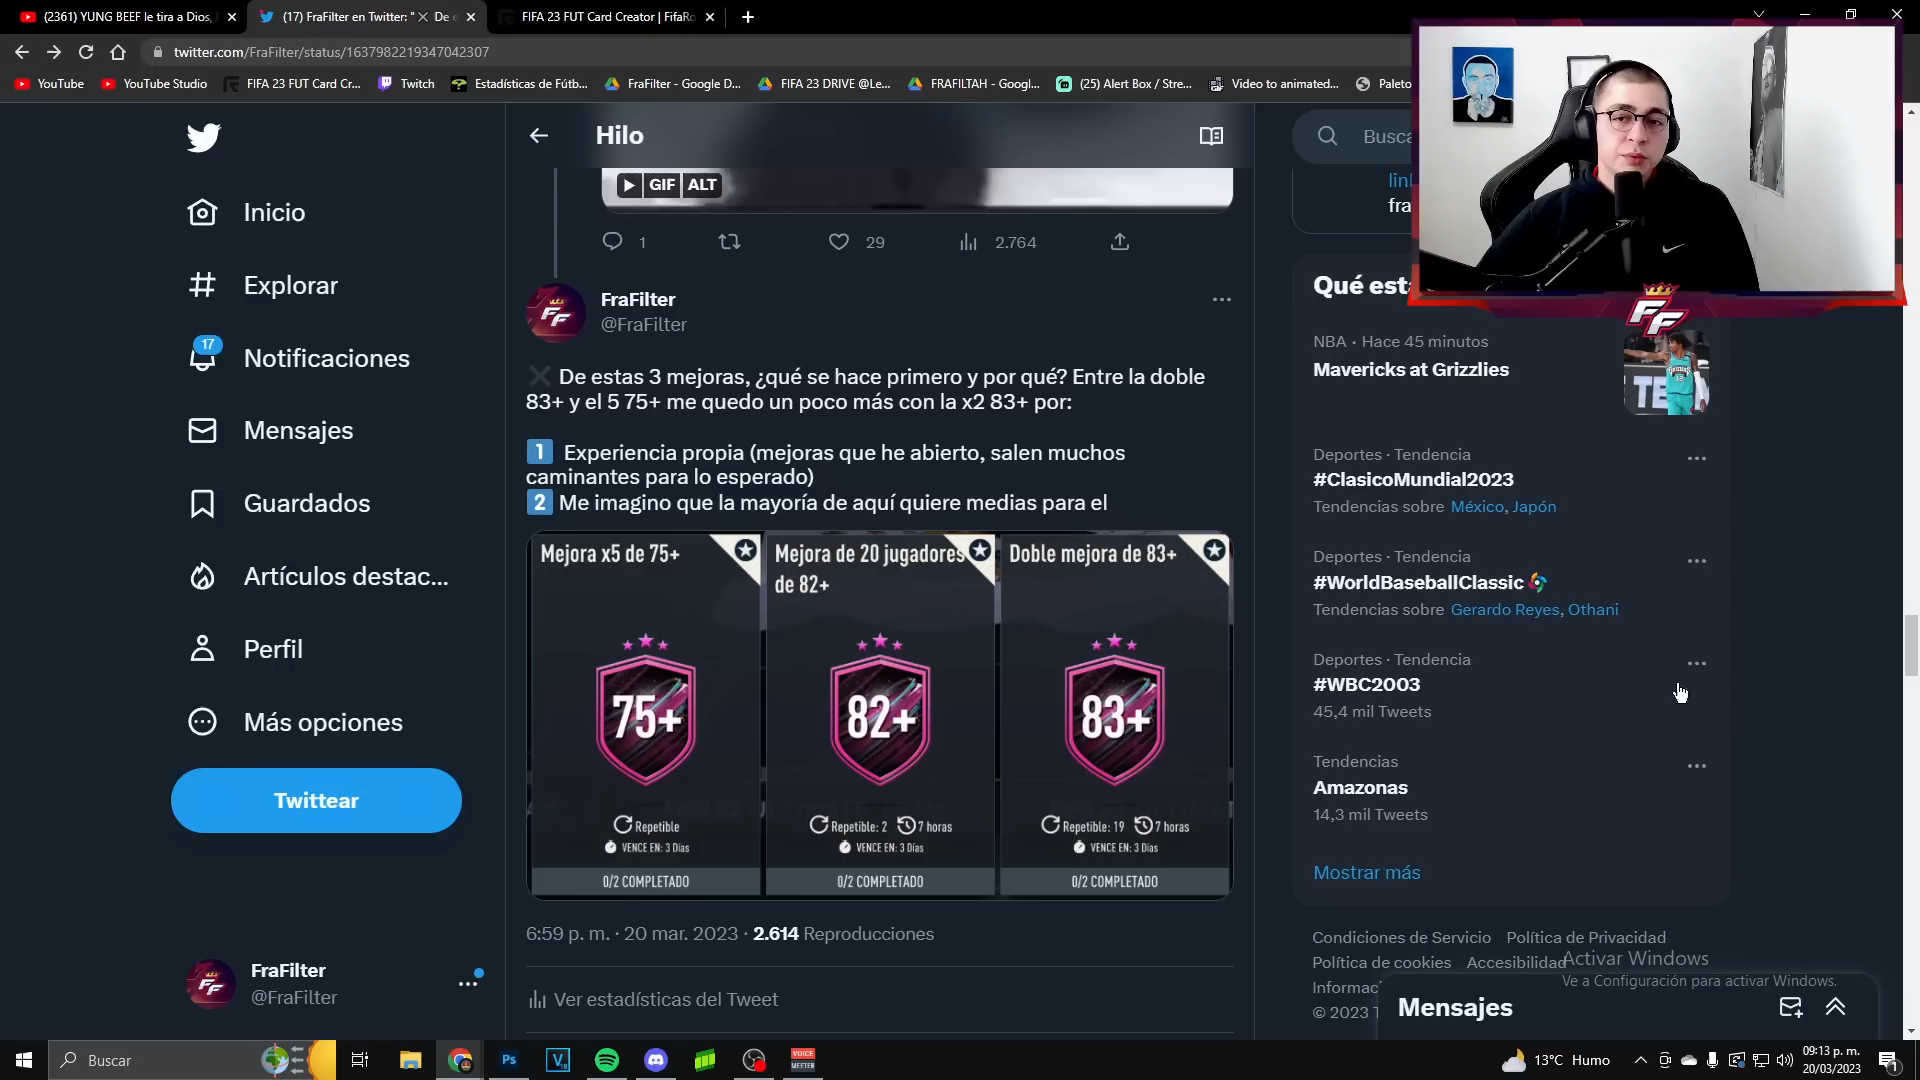 (2361) YUNG BEEF le tira a Dios,
(17) FraFilter en Twitter: "❌ De e
FIFA 23 FUT Card Creator | FifaRo
twitter.com/FraFilter/status/1637982219347042307
YouTube
YouTube Studio
FIFA 23 FUT Card Cr...
Twitch
Estadísticas de Fútb...
FraFilter - Google D...
FIFA 23 DRIVE @Le...
FRAFILTAH - Googl...
(25) Alert Box / Stre...
Video to animated...
Paleto
Hilo
Busca
Inicio
Explorar
17
Notificaciones
Mensajes
Guardados
Artículos destac...
Perfil
Más opciones
Twittear
FraFilter
@FraFilter
GIF ALT
1
29
2.764
FraFilter
@FraFilter
❌ De estas 3 mejoras, ¿qué se hace primero y por qué? Entre la doble
83+ y el 5 75+ me quedo un poco más con la x2 83+ por:
1 Experiencia propia (mejoras que he abierto, salen muchos
caminantes para lo esperado)
2 Me imagino que la mayoría de aquí quiere medias para el
Mejora x5 de 75+
75+
Repetible
VENCE EN: 3 Días
0/2 COMPLETADO
Mejora de 20 jugadores
de 82+
82+
Repetible: 2 7 horas
VENCE EN: 3 Días
0/2 COMPLETADO
Doble mejora de 83+
83+
Repetible: 19 7 horas
VENCE EN: 3 Días
0/2 COMPLETADO
6:59 p. m. · 20 mar. 2023 · 2.614 Reproducciones
Ver estadísticas del Tweet
link
fra
FF
Qué est
NBA · Hace 45 minutos
Mavericks at Grizzlies
Deportes · Tendencia
#ClasicoMundial2023
Tendencias sobre México, Japón
Deportes · Tendencia
#WorldBaseballClassic
Tendencias sobre Gerardo Reyes, Othani
Deportes · Tendencia
#WBC2003
45,4 mil Tweets
Tendencias
Amazonas
14,3 mil Tweets
Mostrar más
Condiciones de Servicio Política de Privacidad
Política de cookies Accesibilidad
Informac
© 2023 T
Activar Windows
Ve a Configuración para activar Windows.
Mensajes
Buscar
13°C Humo
09:13 p. m.
20/03/2023